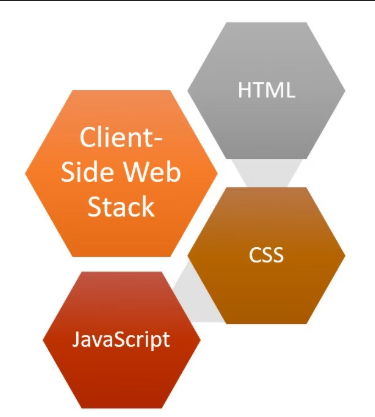 HTML
Client-
Side Web
Stack
CSS
JavaScript